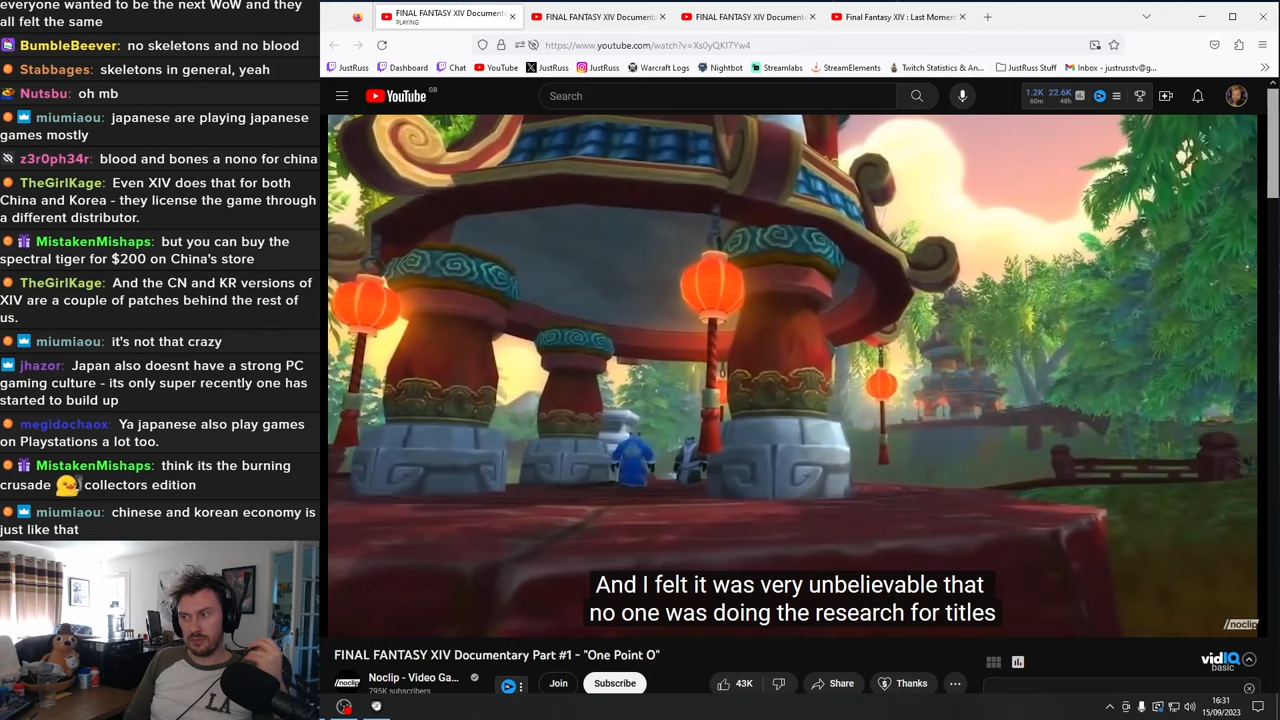 everyone wanted to be the next WoW and they
all felt the same
BumbleBeever: no skeletons and no blood
Stabbages: skeletons in general, yeah
Nutsbu: oh mb
miumiaou: japanese are playing japanese
games mostly
z3r0ph34r: blood and bones a nono for china
TheGirlKage: Even XIV does that for both
China and Korea - they license the game through
a different distributor.
MistakenMishaps: but you can buy the
spectral tiger for $200 on China's store
TheGirlKage: And the CN and KR versions of
XIV are a couple of patches behind the rest of
us.
miumiaou: it's not that crazy
jhazor: Japan also doesnt have a strong PC
gaming culture - its only super recently one has
started to build up
megidochaox: Ya japanese also play games
on Playstations a lot too.
MistakenMishaps: think its the burning
crusade collectors edition
miumiaou: chinese and korean economy is
just like that
FINAL FANTASY XIV Documenta
PLAYING
FINAL FANTASY XIV Documenta
FINAL FANTASY XIV Documenta
Final Fantasy XIV : Last Momen
https://www.youtube.com/watch?v=Xs0yQKI7Yw4
JustRuss
Dashboard
Chat
YouTube
JustRuss
JustRuss
Warcraft Logs
Nightbot
Streamlabs
StreamElements
Twitch Statistics & An...
JustRuss Stuff
Inbox - justrusstv@g...
YouTube GB
Search
1.2K 22.6K
60m 48h
And I felt it was very unbelievable that
no one was doing the research for titles
/noclip
FINAL FANTASY XIV Documentary Part #1 - "One Point O"
vidIQ
basic
/noclip
Noclip - Video Ga...
795K subscribers
Join
Subscribe
43K
Share
Thanks
16:31
15/09/2023